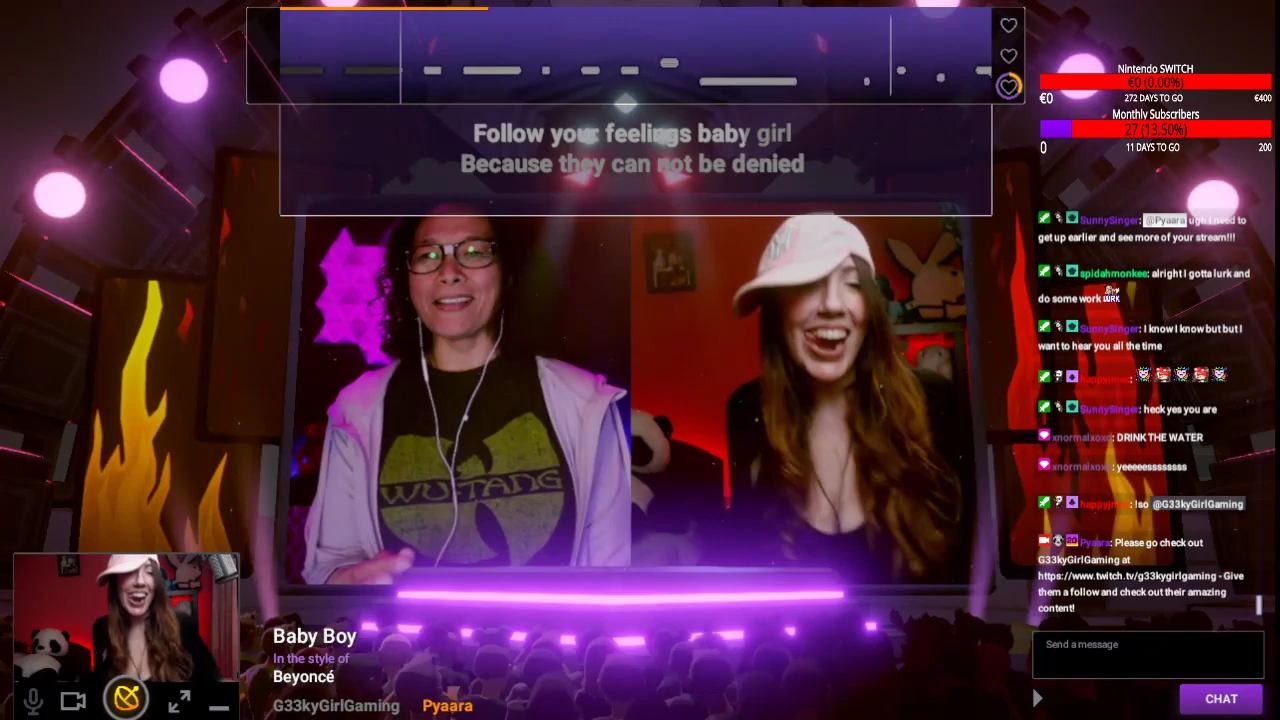 Follow your feelings baby girl
Because they can not be denied
Nintendo SWITCH
€0 (0.00%)
€0 272 DAYS TO GO €400
Monthly Subscribers
27 (13.50%)
0 11 DAYS TO GO 200
SunnySinger: @Pyaara ugh I need to
get up earlier and see more of your stream!!!
spidahmonkee: alright I gotta lurk and
do some work LURK
SunnySinger: I know I know but but I
want to hear you all the time
SunnySinger: heck yes you are
xnormalxoxo: DRINK THE WATER
xnormalxoxo: yeeeeessssssss
!so @G33kyGirlGaming
Pyaara: Please go check out
G33kyGirlGaming at
https://www.twitch.tv/g33kygirlgaming - Give
them a follow and check out their amazing
content!
Send a message
CHAT
WU-TANG
NY
Baby Boy
In the style of
Beyoncé
G33kyGirlGaming Pyaara